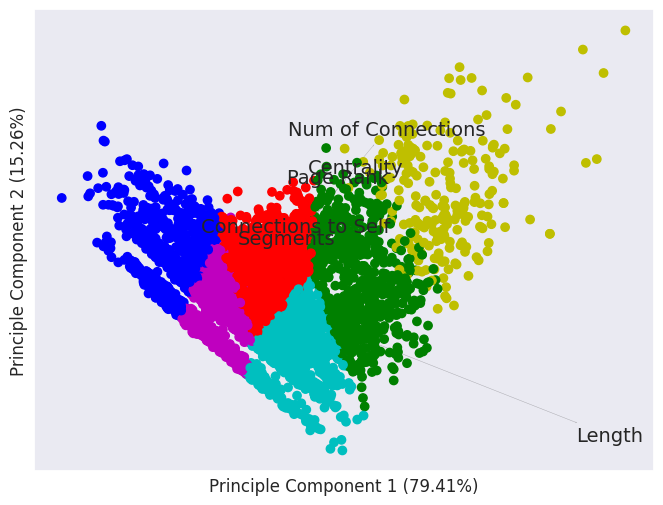 Num of Connections
Centrality
Page Rank
Connections to Self
Segments
Length
Principle Component 2 (15.26%)
Principle Component 1 (79.41%)